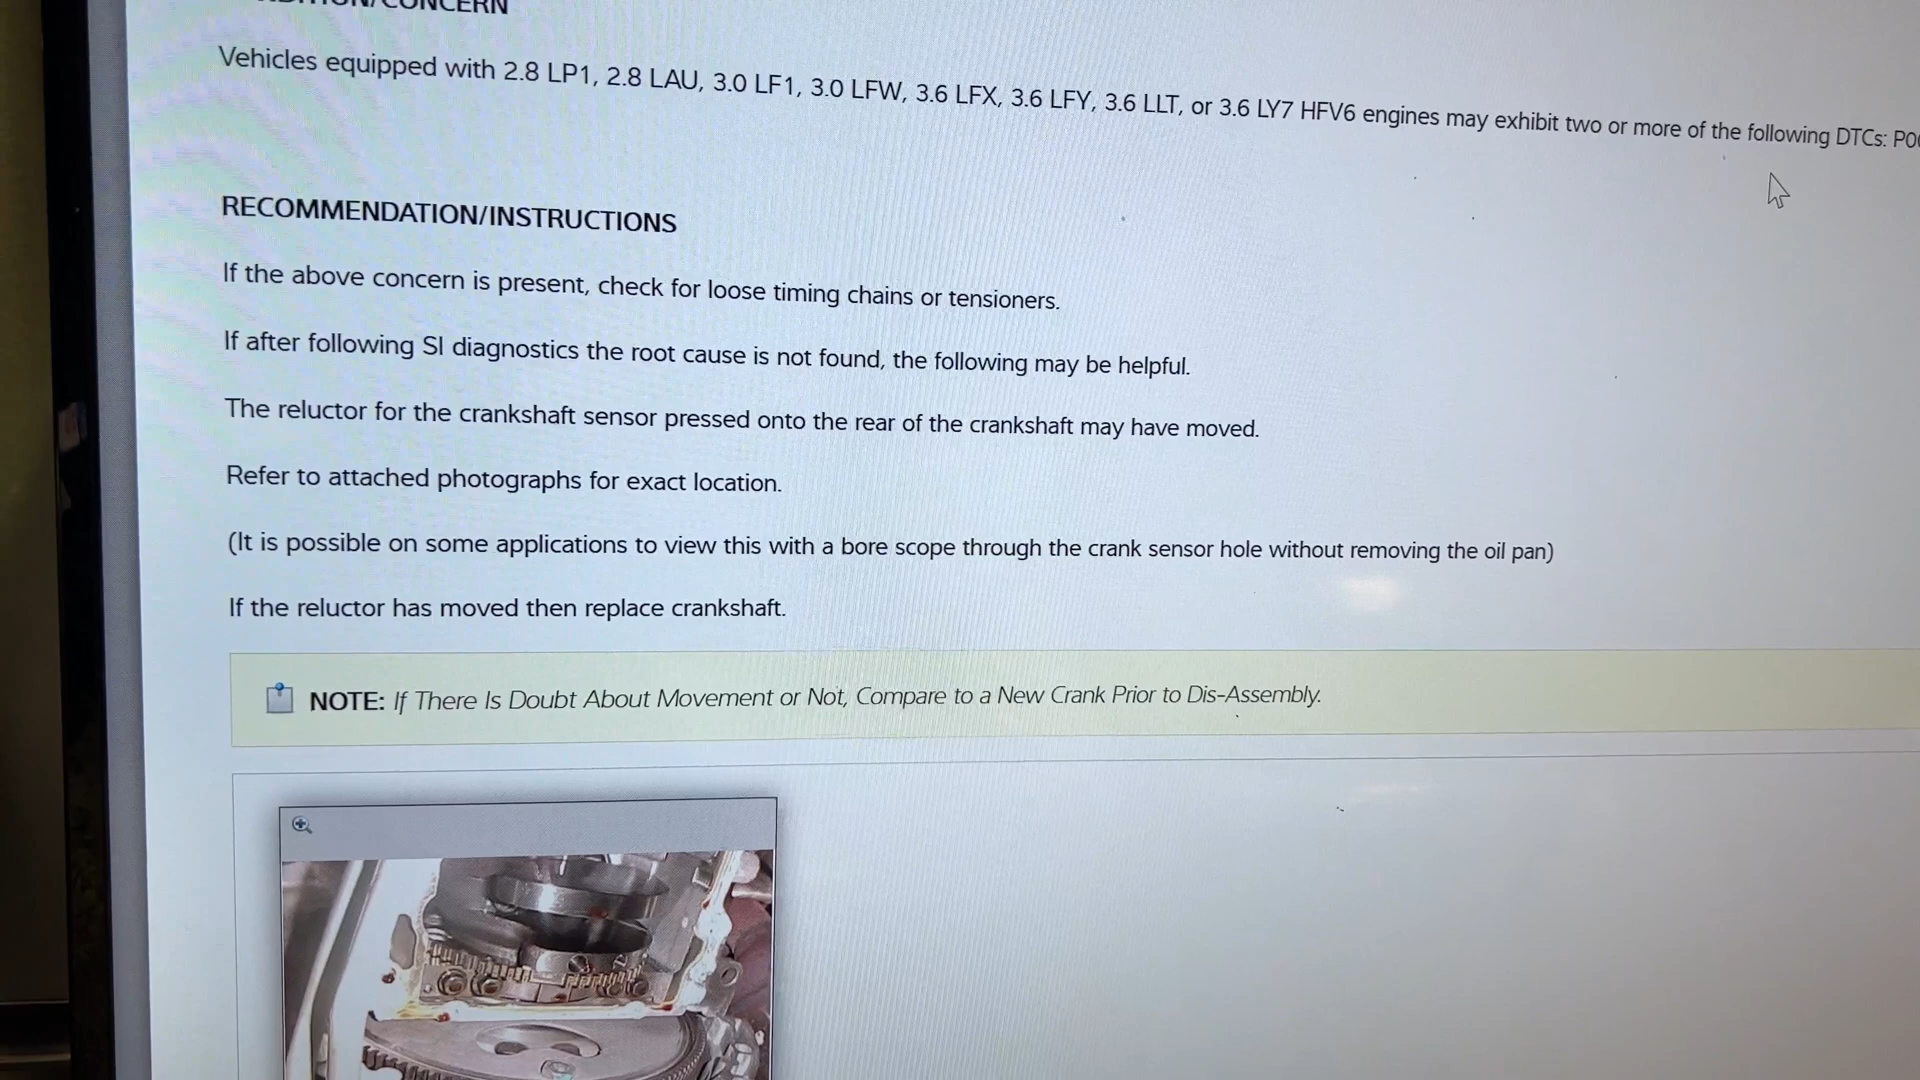 Vehicles equipped with 2.8 LP1, 2.8 LAU, 3.0 LF1, 3.0 LFW, 3.6 LFX, 3.6 LFY, 3.6 LLT, or 3.6 LY7 HFV6 engines may exhibit two or more of the following DTCs:
RECOMMENDATION/INSTRUCTIONS
If the above concern is present, check for loose timing chains or tensioners.
If after following SI diagnostics the root cause is not found, the following may be helpful.
The reluctor for the crankshaft sensor pressed onto the rear of the crankshaft may have moved.
Refer to attached photographs for exact location.
(It is possible on some applications to view this with a bore scope through the crank sensor hole without removing the oil pan)
If the reluctor has moved then replace crankshaft.
NOTE: If There Is Doubt About Movement or Not, Compare to a New Crank Prior to Dis-Assembly.